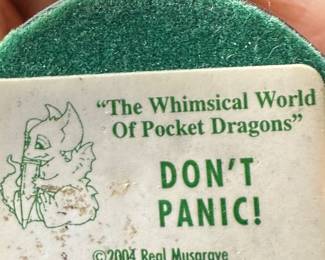 "The Whimsical World
Of Pocket Dragons"
DON'T
PANIC!
©2004 Real Musgrave